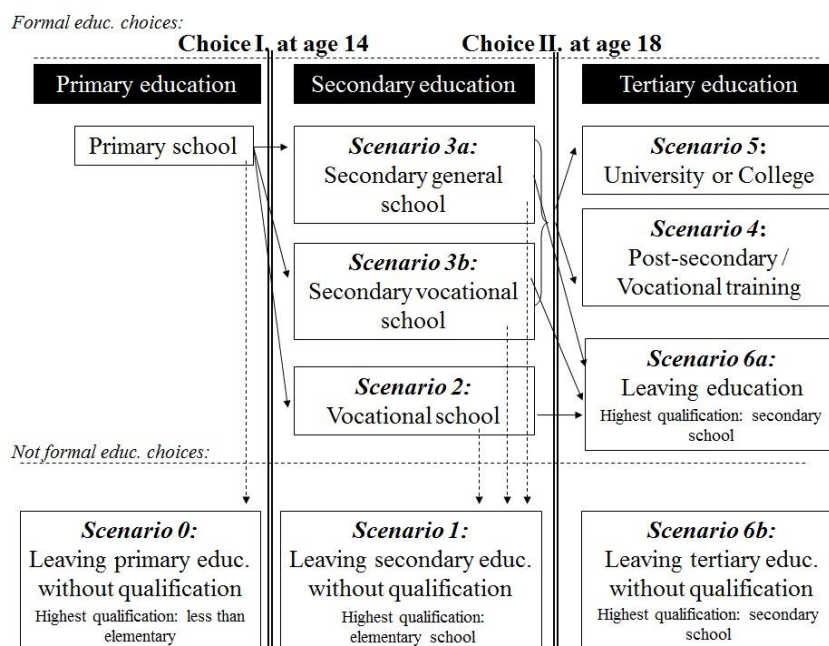 Formal educ. choices:
Choice I. at age 14
Choice II. at age 18
Primary education
Secondary education
Tertiary education
Primary school
Scenario 3a:
Secondary general
school
Scenario 3b:
Secondary vocational
school
Scenario 2:
Vocational school
Scenario 5:
University or College
Scenario 4:
Post-secondary /
Vocational training
Scenario 6a:
Leaving education
Highest qualification: secondary
school
Not formal educ. choices:
Scenario 0:
Leaving primary educ.
without qualification
Highest qualification: less than
elementary
Scenario 1:
Leaving secondary educ.
without qualification
Highest qualification:
elementary school
Scenario 6b:
Leaving tertiary educ.
without qualification
Highest qualification: secondary
school